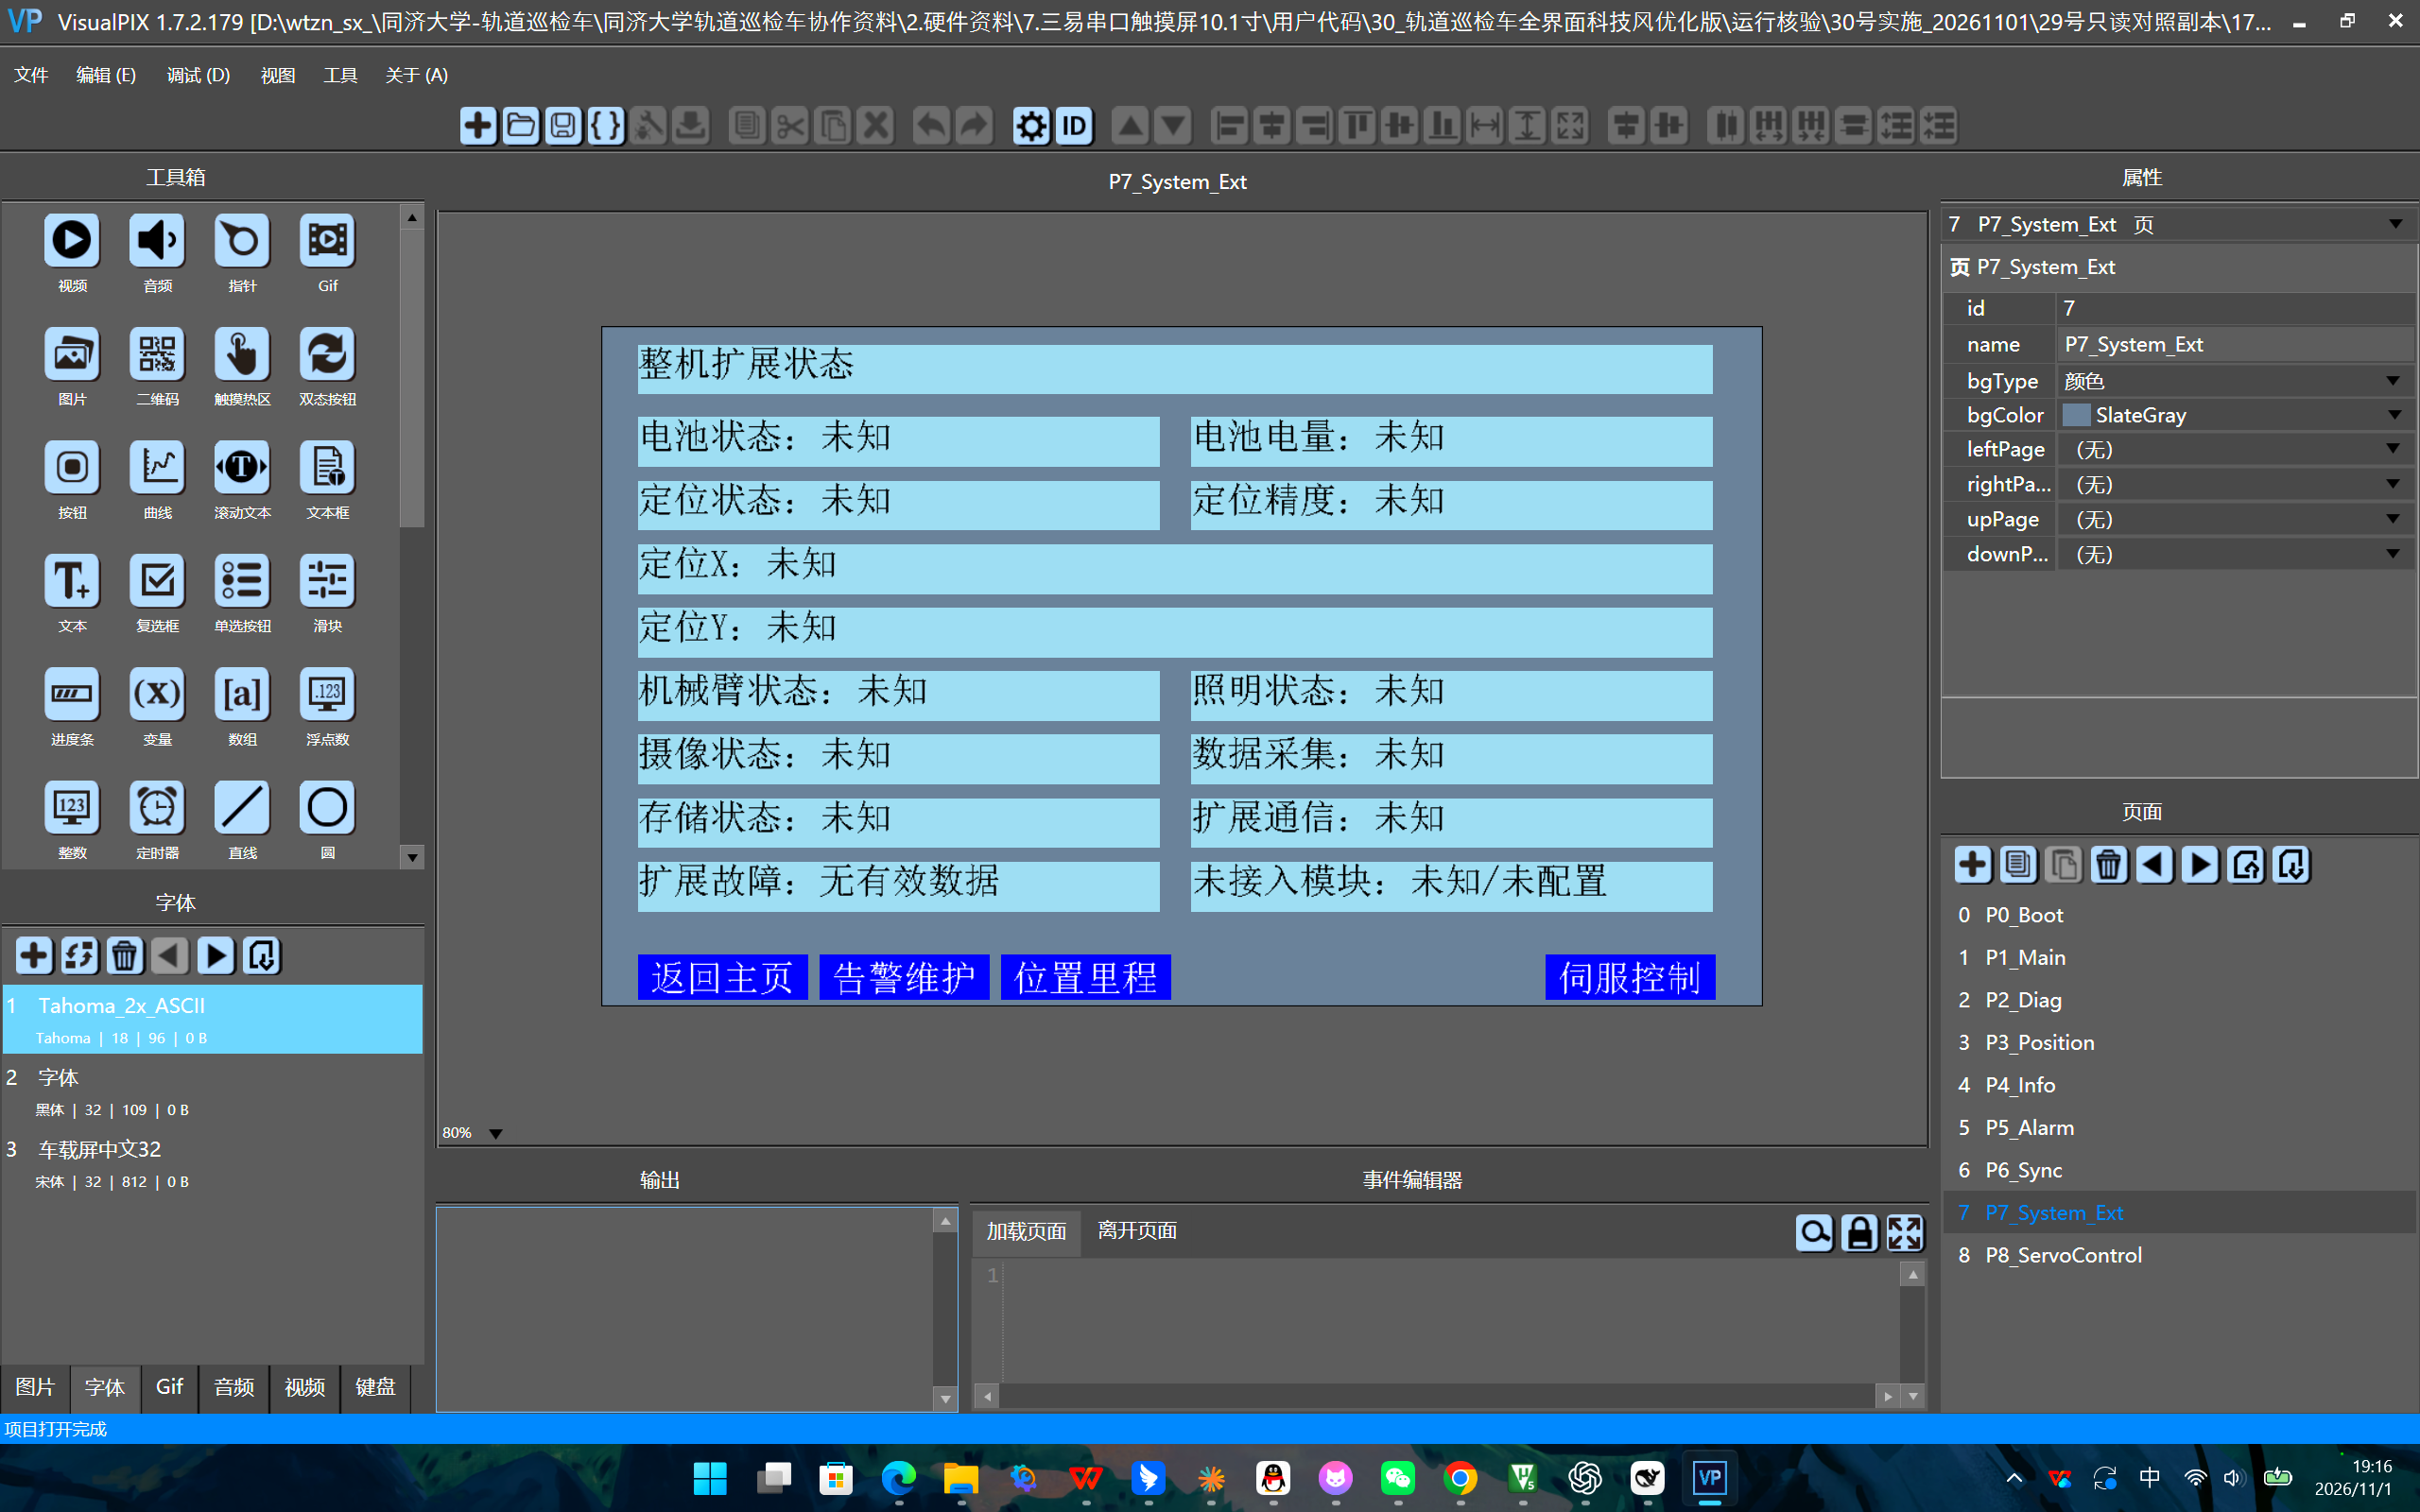 VP VisualPIX 1.7.2.179 [D:\wtzn_sx_\同济大学-轨道巡检车\同济大学轨道巡检车协作资料\2.硬件资料\7.三易串口触摸屏10.1寸\用户代码\30_轨道巡检车全界面科技风优化版\运行核验\30号实施_20261101\29号只读对照副本\17...
文件 编辑 (E) 调试 (D) 视图 工具 关于 (A)
ID
工具箱
视频 音频 指针 Gif
图片 二维码 触摸热区 双态按钮
按钮 曲线 滚动文本 文本框
文本 复选框 单选按钮 滑块
进度条 变量 数组 浮点数
整数 定时器 直线 圆
字体
1 Tahoma_2x_ASCII
Tahoma | 18 | 96 | 0 B
2 字体
黑体 | 32 | 109 | 0 B
3 车载屏中文32
宋体 | 32 | 812 | 0 B
图片 字体 Gif 音频 视频 键盘
项目打开完成
P7_System_Ext
整机扩展状态
电池状态：未知 电池电量：未知
定位状态：未知 定位精度：未知
定位X：未知
定位Y：未知
机械臂状态：未知 照明状态：未知
摄像状态：未知 数据采集：未知
存储状态：未知 扩展通信：未知
扩展故障：无有效数据 未接入模块：未知/未配置
返回主页 告警维护 位置里程 伺服控制
80%
输出
事件编辑器
加载页面 离开页面
1
属性
7 P7_System_Ext 页
页 P7_System_Ext
id 7
name P7_System_Ext
bgType 颜色
bgColor SlateGray
leftPage (无)
rightPa... (无)
upPage (无)
downP... (无)
页面
0 P0_Boot
1 P1_Main
2 P2_Diag
3 P3_Position
4 P4_Info
5 P5_Alarm
6 P6_Sync
7 P7_System_Ext
8 P8_ServoControl
VP
中
19:16
2026/11/1